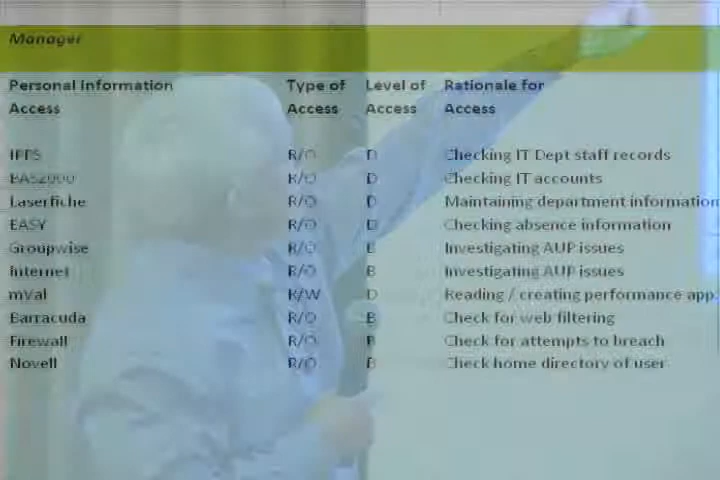 Manager
Personal Information Type of Level of Rationale for
Access Access Access Access
IPPS R/O D Checking IT Dept staff records
BAS2000 R/O D Checking IT accounts
Laserfiche R/O D Maintaining department information
EASY R/O D Checking absence information
Groupwise R/O B Investigating AUP issues
Internet R/O B Investigating AUP issues
mVal R/W D Reading / creating performance app
Barracuda R/O B Check for web filtering
Firewall R/O B Check for attempts to breach
Novell R/O B Check home directory of user